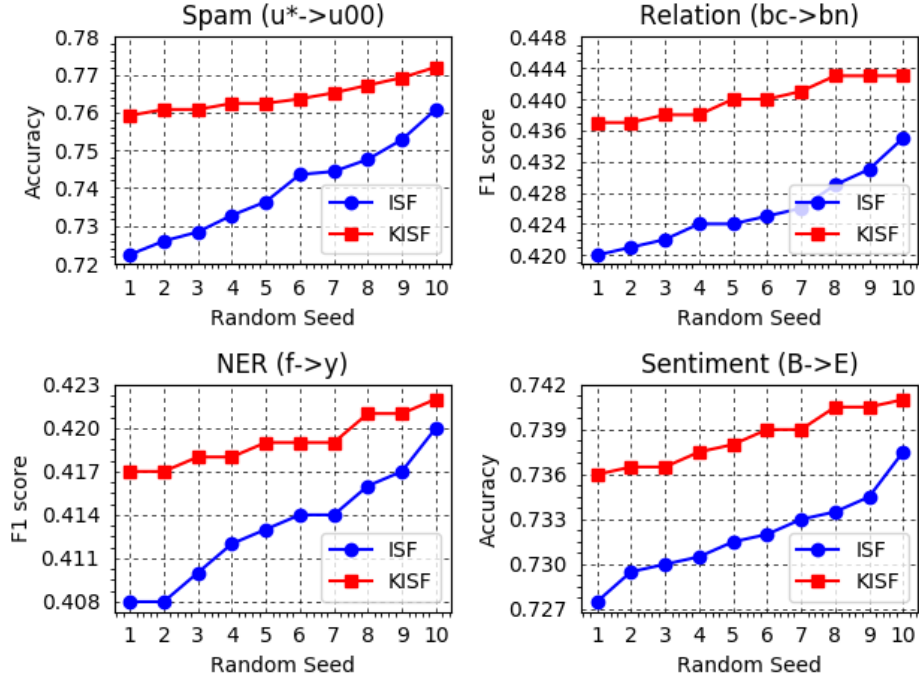 Spam (u*->u00)
0.78
0.77
0.76
0.75
0.74
0.73
0.72
Accuracy
ISF
KISF
1 2 3 4 5 6 7 8 9 10
Random Seed
Relation (bc->bn)
0.448
0.444
0.440
0.436
0.432
0.428
0.424
0.420
F1 score
ISF
KISF
1 2 3 4 5 6 7 8 9 10
Random Seed
NER (f->y)
0.423
0.420
0.417
0.414
0.411
0.408
F1 score
ISF
KISF
1 2 3 4 5 6 7 8 9 10
Random Seed
Sentiment (B->E)
0.742
0.739
0.736
0.733
0.730
0.727
Accuracy
ISF
KISF
1 2 3 4 5 6 7 8 9 10
Random Seed